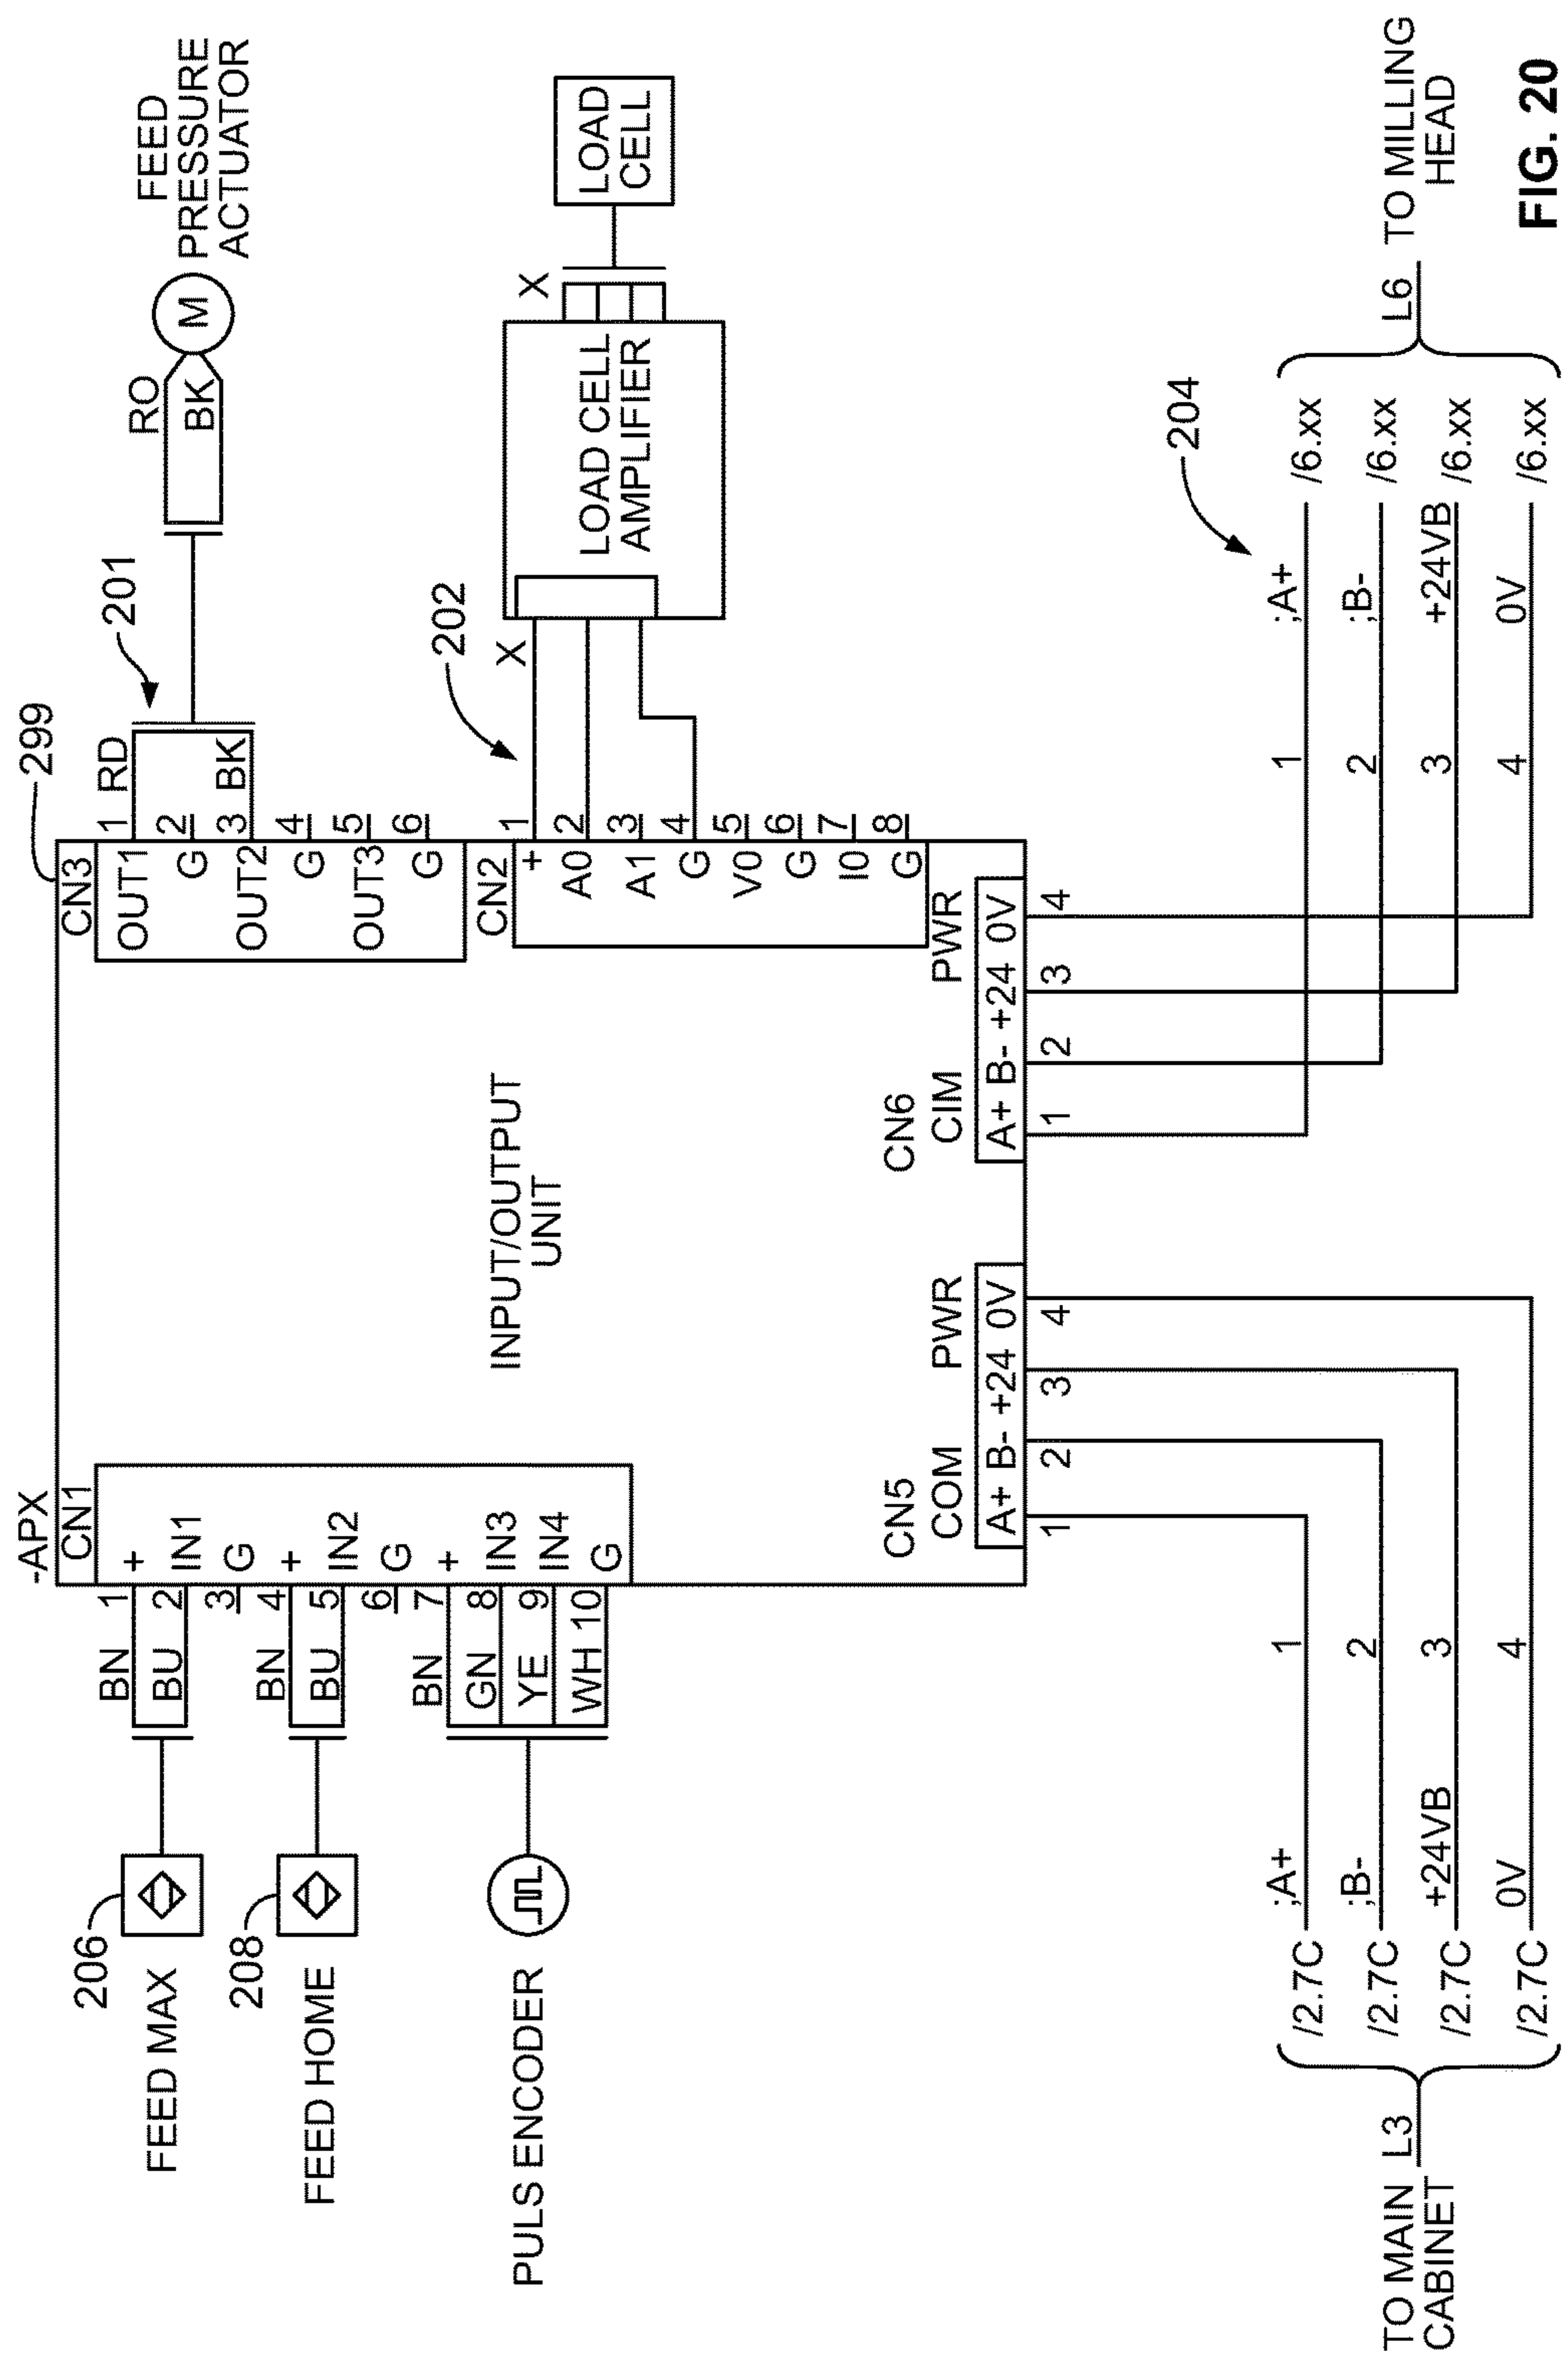 -APX
CN1
1
BN
+
2
BU
IN1
3
G
4
BN
+
5
BU
IN2
6
G
7
BN
+
8
GN
IN3
9
YE
IN4
10
WH
G
206
FEED MAX
208
FEED HOME
PULS ENCODER
INPUT/OUTPUT
UNIT
299
CN3
OUT1
1
RD
G
2
OUT2
3
BK
G
4
OUT3
5
G
6
201
RO
BK
M
FEED
PRESSURE
ACTUATOR
CN2
+
1
A0
2
A1
3
G
4
V0
5
G
6
I0
7
G
8
202
X
LOAD CELL
AMPLIFIER
X
LOAD
CELL
CN5
COM PWR
A+ B- +24 0V
1 2 3 4
CN6
CIM PWR
A+ B- +24 0V
1 2 3 4
TO MAIN
CABINET
L3
/2.7C ;A+ 1
/2.7C ;B- 2
/2.7C +24VB 3
/2.7C 0V 4
204
1 ;A+ /6.xx
2 ;B- /6.xx
3 +24VB /6.xx
4 0V /6.xx
L6
TO MILLING
HEAD
FIG. 20